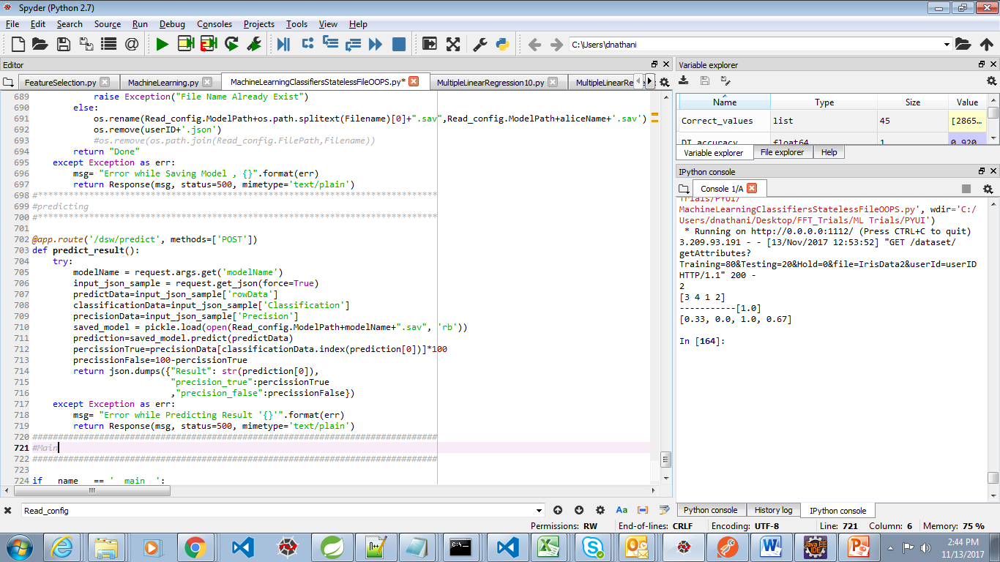 Spyder (Python 2.7)
File Edit Search Source Run Debug Consoles Projects Tools View Help
C:\Users\dnathani
Editor
FeatureSelection.py MachineLearning.py MachineLearningClassifiersStatelessFileOOPS.py* MultipleLinearRegression10.py MultipleLinearRe
689 raise Exception("File Name Already Exist")
690 else:
691 os.rename(Read_config.ModelPath+os.path.splitext(Filename)[0]+".sav",Read_config.ModelPath+aliceName+'.sav')
692 os.remove(userID+'.json')
693 #os.remove(os.path.join(Read_config.FilePath,Filename))
694 return "Done"
695 except Exception as err:
696 msg= "Error while Saving Model , {}".format(err)
697 return Response(msg, status=500, mimetype='text/plain')
698 #******************************************************************************
699 #predicting
700 #******************************************************************************
701
702 @app.route('/dsw/predict', methods=['POST'])
703 def predict_result():
704 try:
705 modelName = request.args.get('modelName')
706 input_json_sample = request.get_json(force=True)
707 predictData=input_json_sample['rowData']
708 classificationData=input_json_sample['Classification']
709 precisionData=input_json_sample['Precision']
710 saved_model = pickle.load(open(Read_config.ModelPath+modelName+".sav", 'rb'))
711 prediction=saved_model.predict(predictData)
712 percissionTrue=precisionData[classificationData.index(prediction[0])]*100
713 precissionFalse=100-percissionTrue
714 return json.dumps({"Result": str(prediction[0]),
715 "precision_true":percissionTrue
716 ,"precision_false":precissionFalse})
717 except Exception as err:
718 msg= "Error while Predicting Result '{}'".format(err)
719 return Response(msg, status=500, mimetype='text/plain')
720 ###############################################################################
721 #Main
722 ###############################################################################
723
724 if __name__ == '__main__':
Read_config
Aa
Variable explorer
Name Type Size Value
Correct_values list 45 [2865…
DT_accuracy float64 1 0.920
Variable explorer File explorer Help
IPython console
Console 1/A
Trials/PYUI/
MachineLearningClassifiersStatelessFileOOPS.py', wdir='C:/
Users/dnathani/Desktop/FFT_Trials/ML Trials/PYUI')
* Running on http://0.0.0.0:1112/ (Press CTRL+C to quit)
3.209.93.191 - - [13/Nov/2017 12:53:52] "GET /dataset/
getAttributes?
Training=80&Testing=20&Hold=0&file=IrisData2&userId=userID
HTTP/1.1" 200 -
2
[3 4 1 2]
-----------[1.0]
[0.33, 0.0, 1.0, 0.67]
In [164]:
Python console History log IPython console
Permissions: RW End-of-lines: CRLF Encoding: UTF-8 Line: 721 Column: 6 Memory: 75 %
2:44 PM
11/13/2017